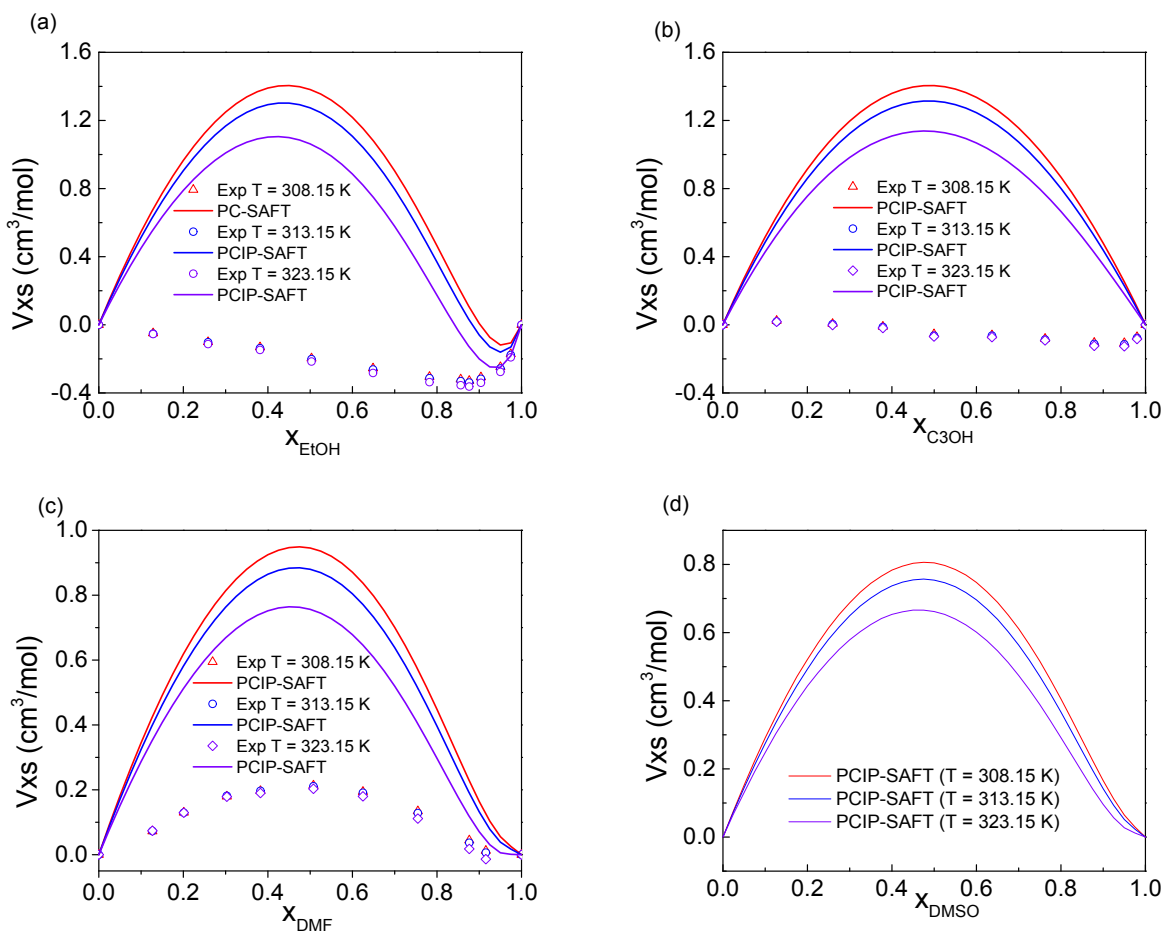 (a)
1.6
1.2
0.8
0.4
0.0
-0.4
Vxs (cm³/mol)
Exp T = 308.15 K
PC-SAFT
Exp T = 313.15 K
PCIP-SAFT
Exp T = 323.15 K
PCIP-SAFT
0.0 0.2 0.4 0.6 0.8 1.0
XEtOH
(b)
1.6
1.2
0.8
0.4
0.0
-0.4
Vxs (cm³/mol)
Exp T = 308.15 K
PCIP-SAFT
Exp T = 313.15 K
PCIP-SAFT
Exp T = 323.15 K
PCIP-SAFT
0.0 0.2 0.4 0.6 0.8 1.0
XC3OH
(c)
1.0
0.8
0.6
0.4
0.2
0.0
Vxs (cm³/mol)
Exp T = 308.15 K
PCIP-SAFT
Exp T = 313.15 K
PCIP-SAFT
Exp T = 323.15 K
PCIP-SAFT
0.0 0.2 0.4 0.6 0.8 1.0
XDMF
(d)
0.8
0.6
0.4
0.2
0.0
Vxs (cm³/mol)
PCIP-SAFT (T = 308.15 K)
PCIP-SAFT (T = 313.15 K)
PCIP-SAFT (T = 323.15 K)
0.0 0.2 0.4 0.6 0.8 1.0
XDMSO